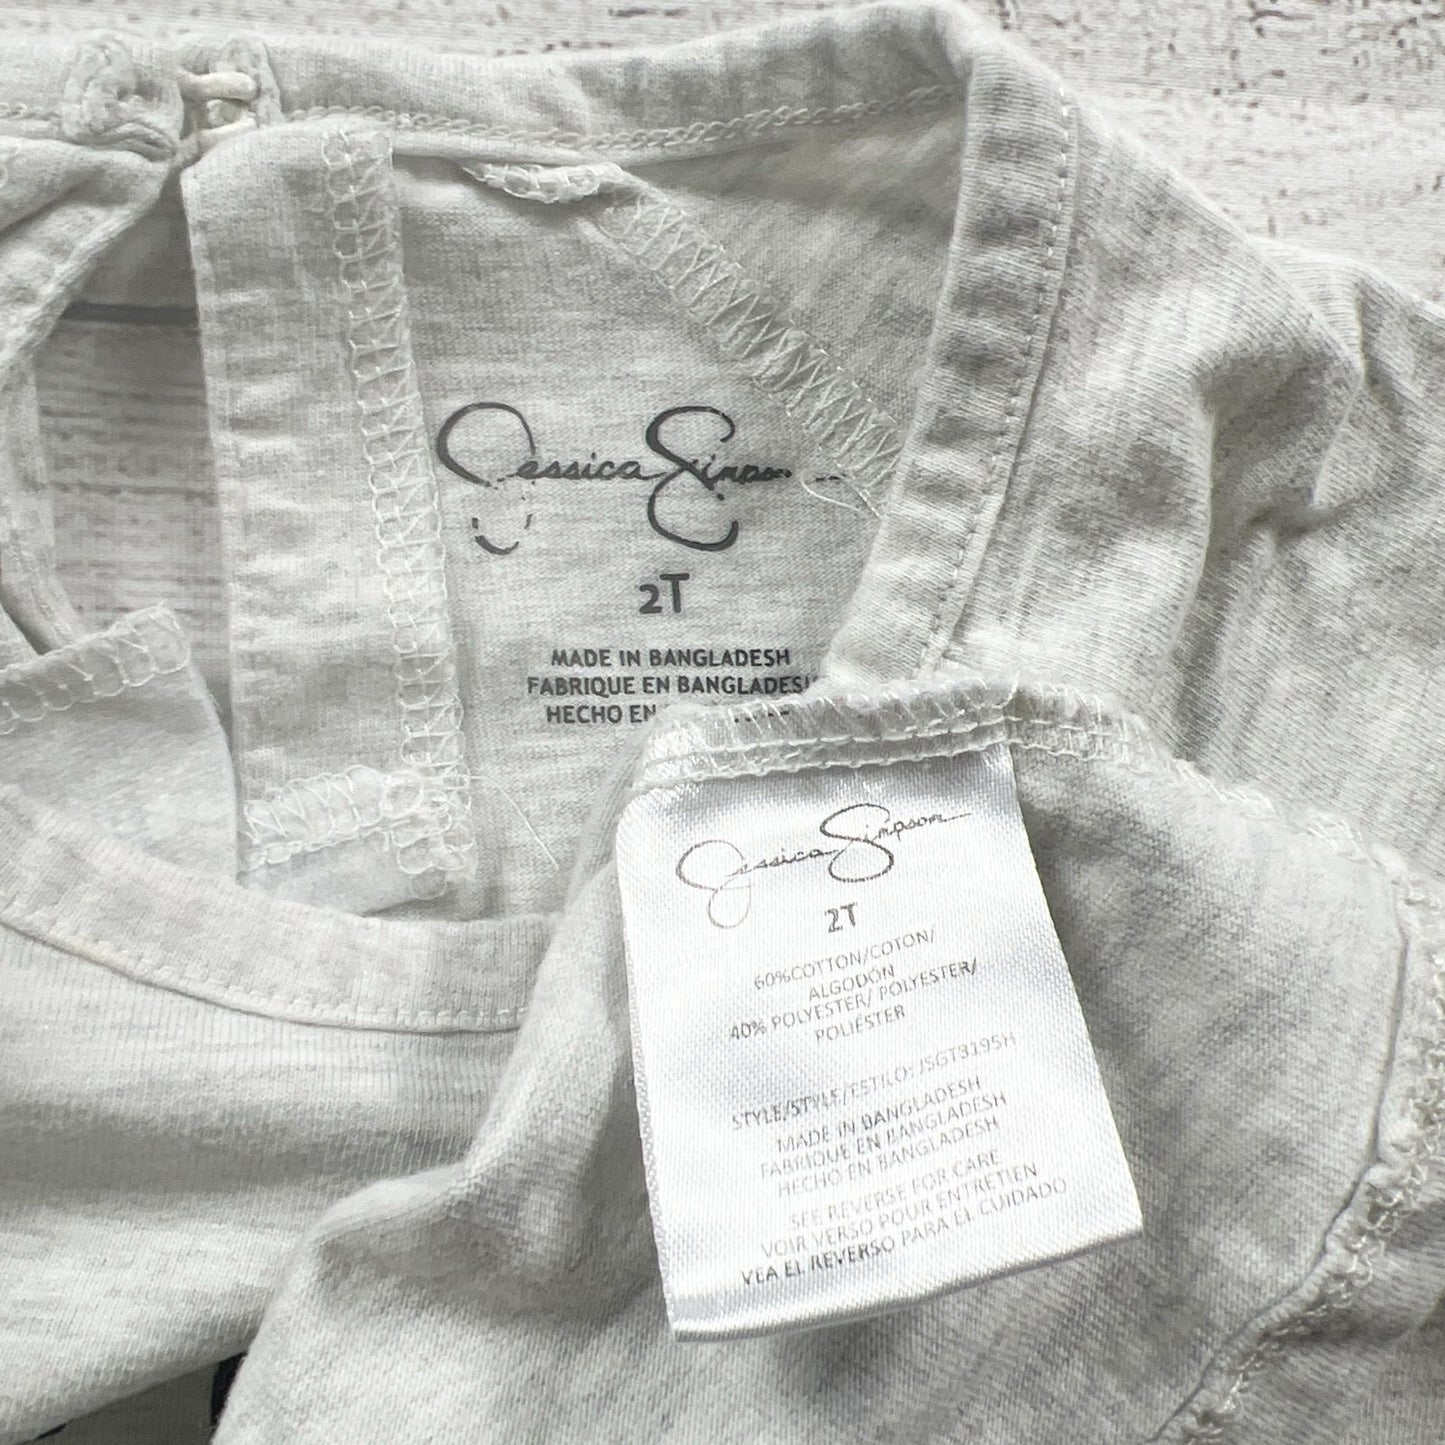 Jessica Simpson
2T
MADE IN BANGLADESH
FABRIQUE EN BANGLADESH
HECHO EN
Jessica Simpson
2T
60%COTTON/COTON/
ALGODÓN
40% POLYESTER/ POLYESTER/
POLIÉSTER
STYLE/STYLE/ESTILO: JSGT8195H
MADE IN BANGLADESH
FABRIQUE EN BANGLADESH
HECHO EN BANGLADESH
SEE REVERSE FOR CARE
VOIR VERSO POUR ENTRETIEN
VEA EL REVERSO PARA EL CUIDADO